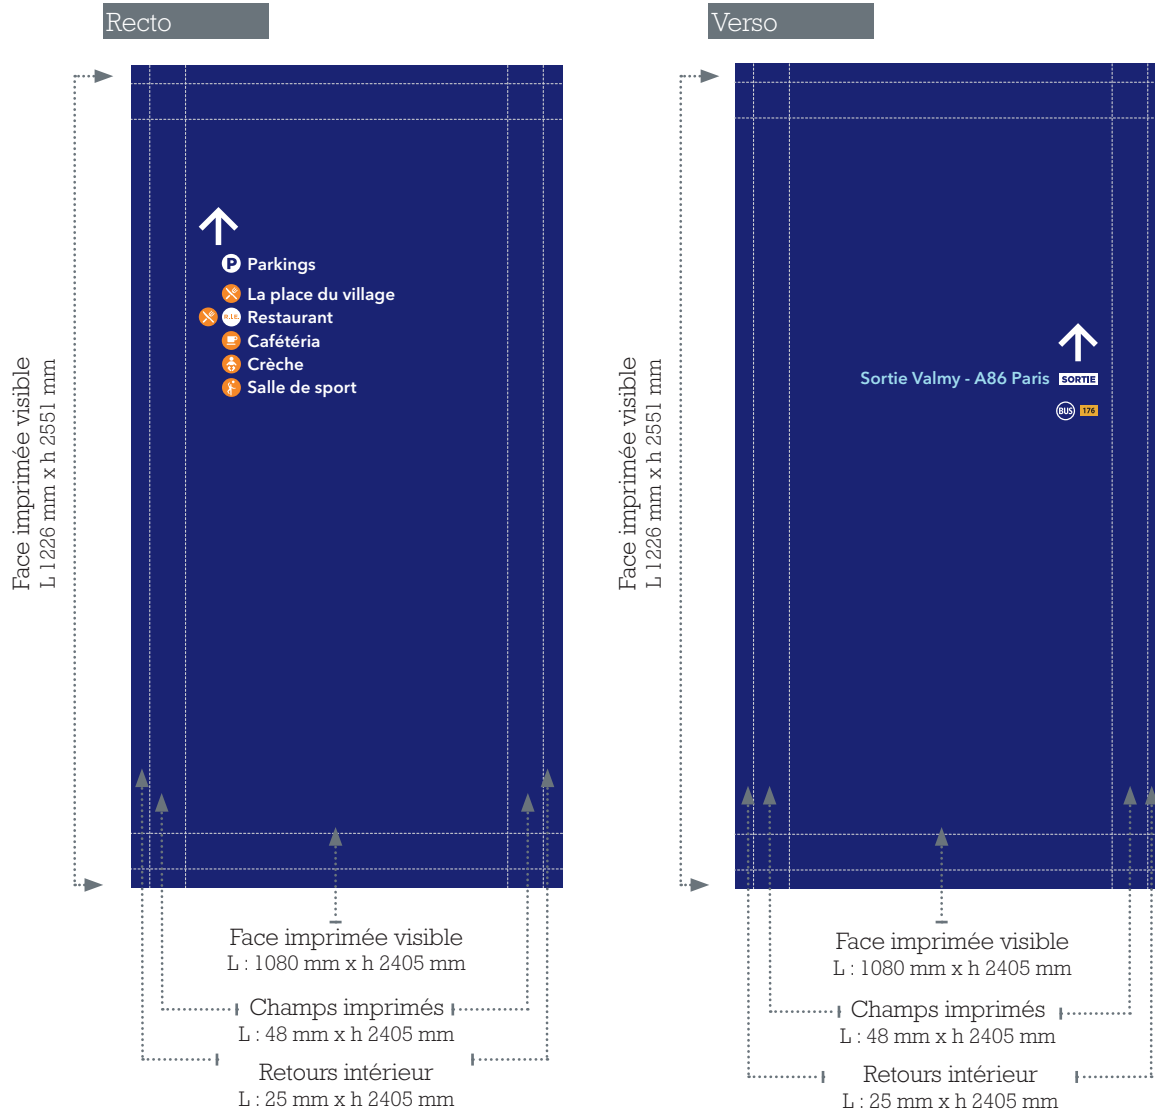 Recto
Face imprimée visible
L 1226 mm x h 2551 mm
P Parkings
La place du village
R.I.E. Restaurant
Cafétéria
Crèche
Salle de sport
Face imprimée visible
L : 1080 mm x h 2405 mm
Champs imprimés
L : 48 mm x h 2405 mm
Retours intérieur
L : 25 mm x h 2405 mm
Verso
Face imprimée visible
L 1226 mm x h 2551 mm
Sortie Valmy - A86 Paris SORTIE
BUS 176
Face imprimée visible
L : 1080 mm x h 2405 mm
Champs imprimés
L : 48 mm x h 2405 mm
Retours intérieur
L : 25 mm x h 2405 mm